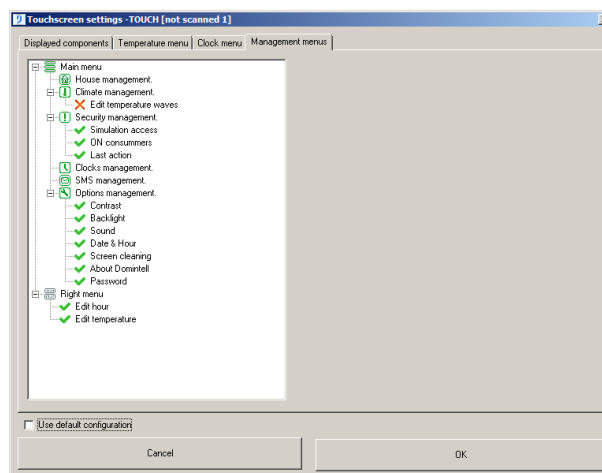 Touchscreen settings -TOUCH [not scanned 1]
Displayed components Temperature menu Clock menu Management menus
Main menu
House management.
Climate management.
Edit temperature waves
Security management.
Simulation access
ON consummers
Last action
Clocks management.
SMS management.
Options management.
Contrast
Backlight
Sound
Date & Hour
Screen cleaning
About Domintell
Password
Right menu
Edit hour
Edit temperature
Use default configuration
Cancel OK